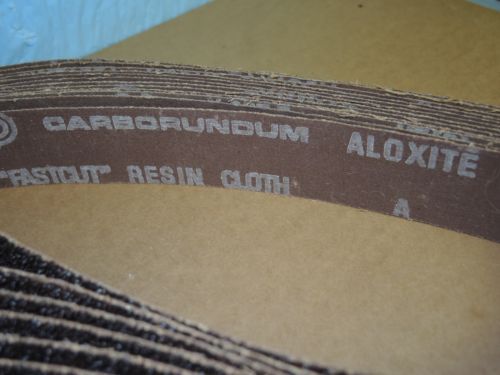 CARBORUNDUM ALOXITE
"FASTCUT" RESIN CLOTH A